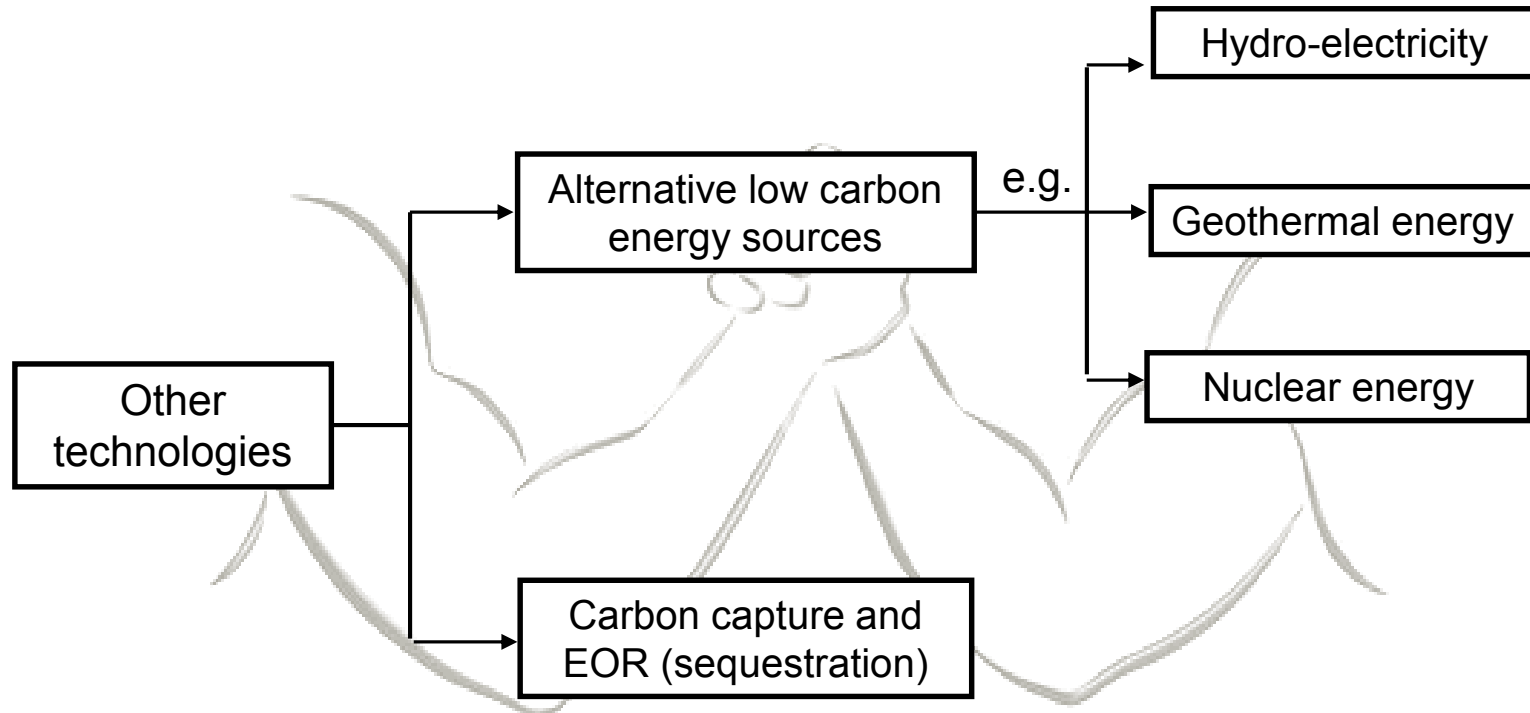 Hydro-electricity
Alternative low carbon
energy sources
e.g.
Geothermal energy
Other
technologies
Nuclear energy
Carbon capture and
EOR (sequestration)